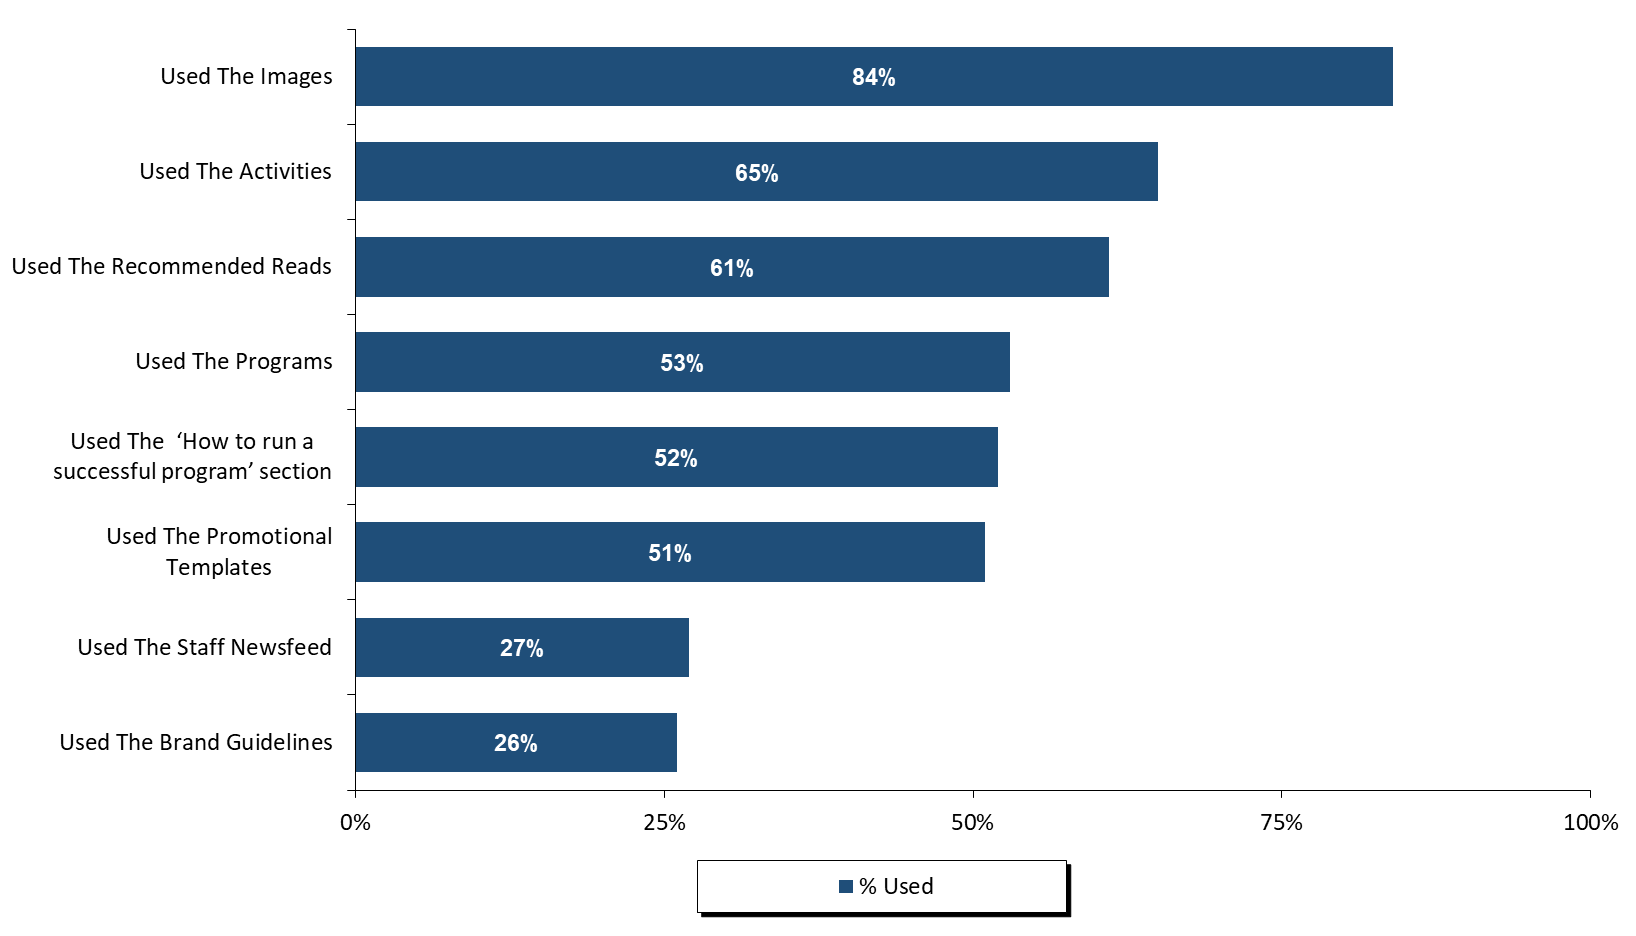 Used The Images
84%
Used The Activities
65%
Used The Recommended Reads
61%
Used The Programs
53%
Used The  ‘How to run a
successful program’ section
52%
Used The Promotional
Templates
51%
Used The Staff Newsfeed
27%
Used The Brand Guidelines
26%
0% 25% 50% 75% 100%
% Used